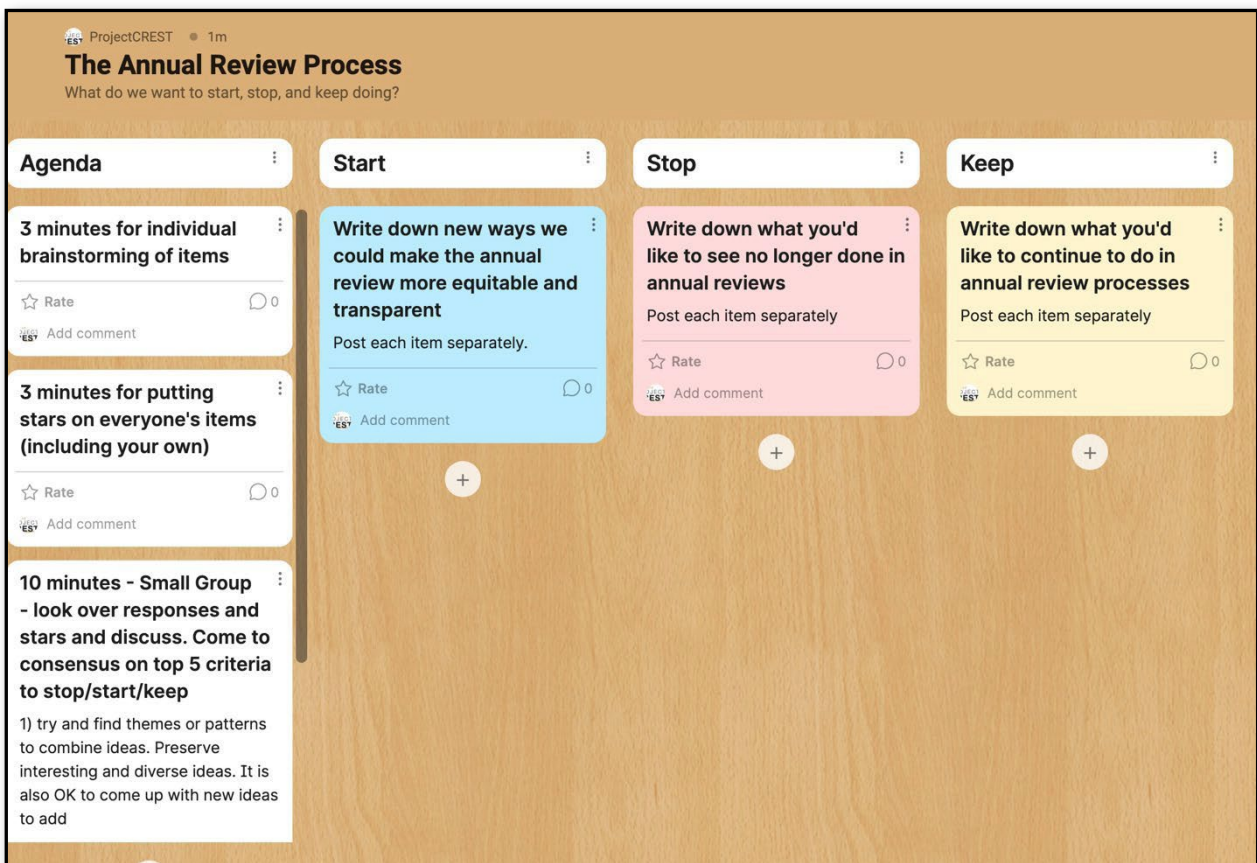 ProjectCREST • 1m
The Annual Review Process
What do we want to start, stop, and keep doing?
Agenda
3 minutes for individual
brainstorming of items
Rate
0
Add comment
3 minutes for putting
stars on everyone's items
(including your own)
Rate
0
Add comment
10 minutes - Small Group
- look over responses and
stars and discuss. Come to
consensus on top 5 criteria
to stop/start/keep
1) try and find themes or patterns
to combine ideas. Preserve
interesting and diverse ideas. It is
also OK to come up with new ideas
to add
Start
Write down new ways we
could make the annual
review more equitable and
transparent
Post each item separately.
Rate
0
Add comment
Stop
Write down what you'd
like to see no longer done in
annual reviews
Post each item separately
Rate
0
Add comment
Keep
Write down what you'd
like to continue to do in
annual review processes
Post each item separately
Rate
0
Add comment